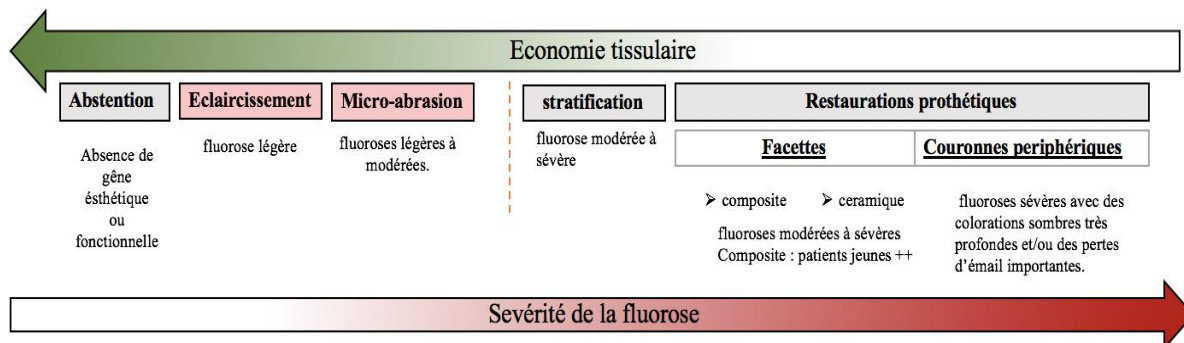 Economie tissulaire
Abstention
Eclaircissement
Micro-abrasion
stratification
Restaurations prothétiques
Absence de
gêne
ésthétique
ou
fonctionnelle
fluorose légére
fluoroses légères à
modérées.
fluorose modérée à
sévère
Facettes
Couronnes periphériques
➢ composite
➢ ceramique
fluoroses modérées à sévères
Composite : patients jeunes ++
fluoroses sévères avec des
colorations sombres très
profondes et/ou des pertes
d'émail importantes.
Sevérité de la fluorose